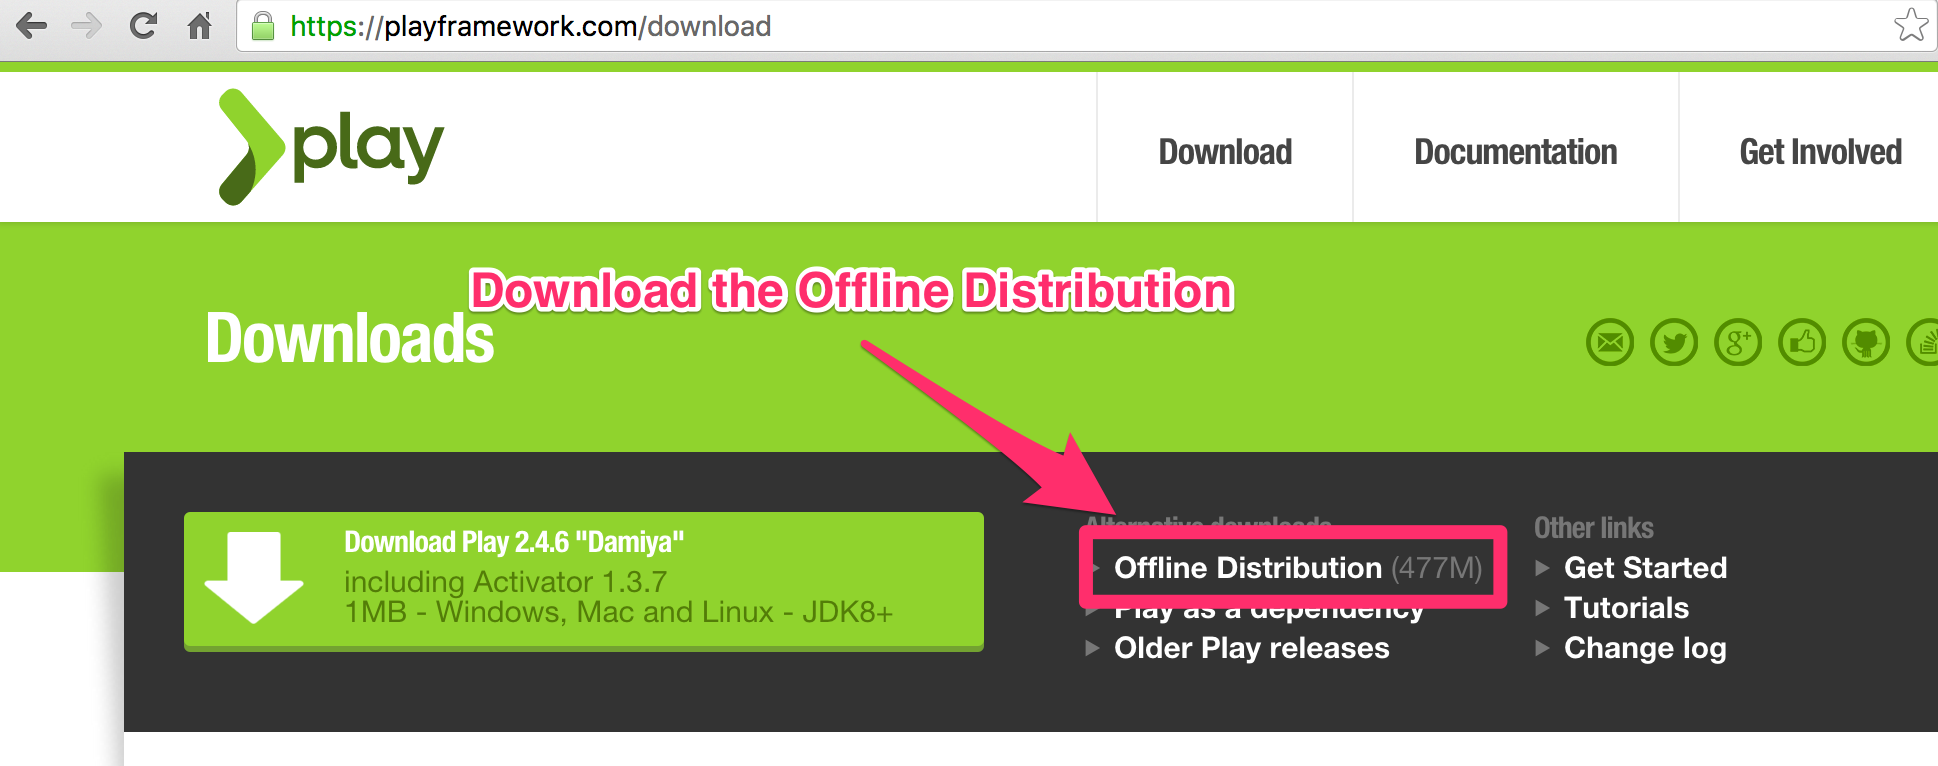 https://playframework.com/download
play
Download
Documentation
Get Involved
Download the Offline Distribution
Downloads
Download Play 2.4.6 "Damiya"
including Activator 1.3.7
1MB - Windows, Mac and Linux - JDK8+
Alternative downloads
Offline Distribution (477M)
Play as a dependency
Older Play releases
Other links
Get Started
Tutorials
Change log